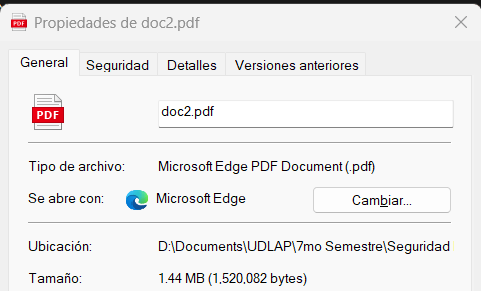 Propiedades de doc2.pdf
General Seguridad Detalles Versiones anteriores
PDF doc2.pdf
Tipo de archivo: Microsoft Edge PDF Document (.pdf)
Se abre con: Microsoft Edge Cambiar...
Ubicación: D:\Documents\UDLAP\7mo Semestre\Seguridad
Tamaño: 1.44 MB (1,520,082 bytes)